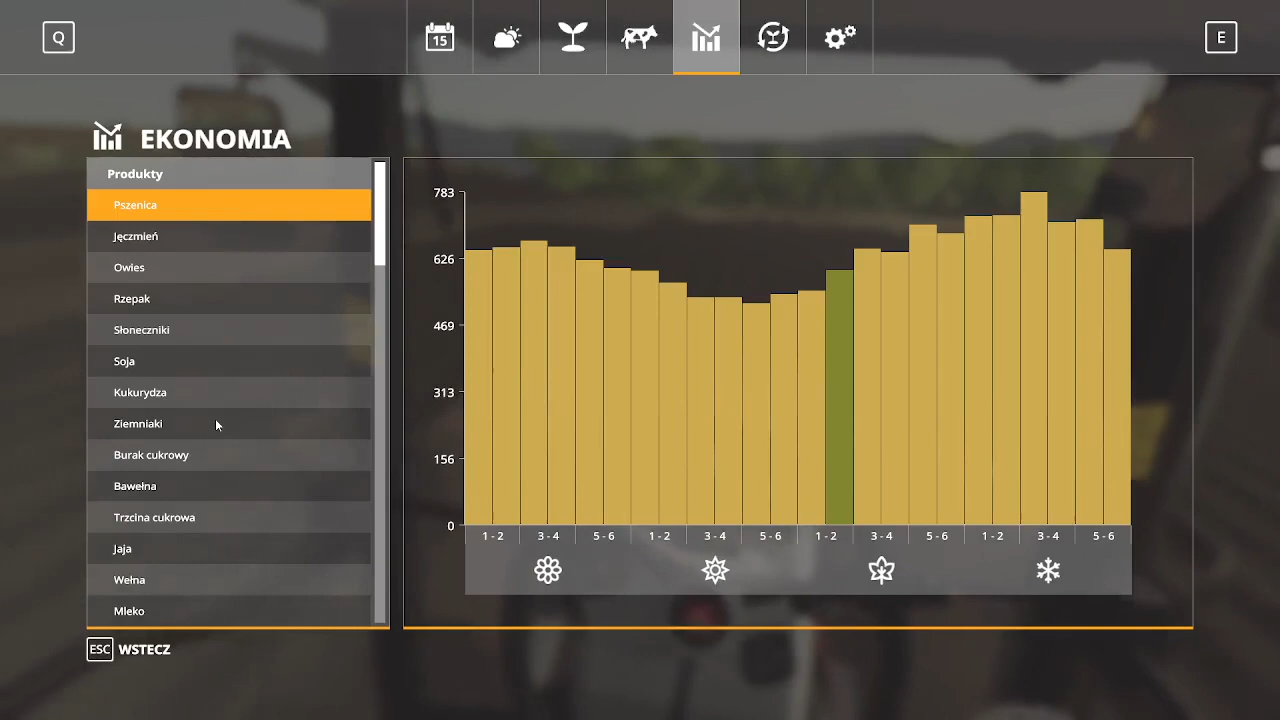 Q
15
E
EKONOMIA
Produkty
Pszenica
Jęczmień
Owies
Rzepak
Słoneczniki
Soja
Kukurydza
Ziemniaki
Burak cukrowy
Bawełna
Trzcina cukrowa
Jaja
Wełna
Mleko
783
626
469
313
156
0
1 - 2 3 - 4 5 - 6 1 - 2 3 - 4 5 - 6 1 - 2 3 - 4 5 - 6 1 - 2 3 - 4 5 - 6
ESC WSTECZ